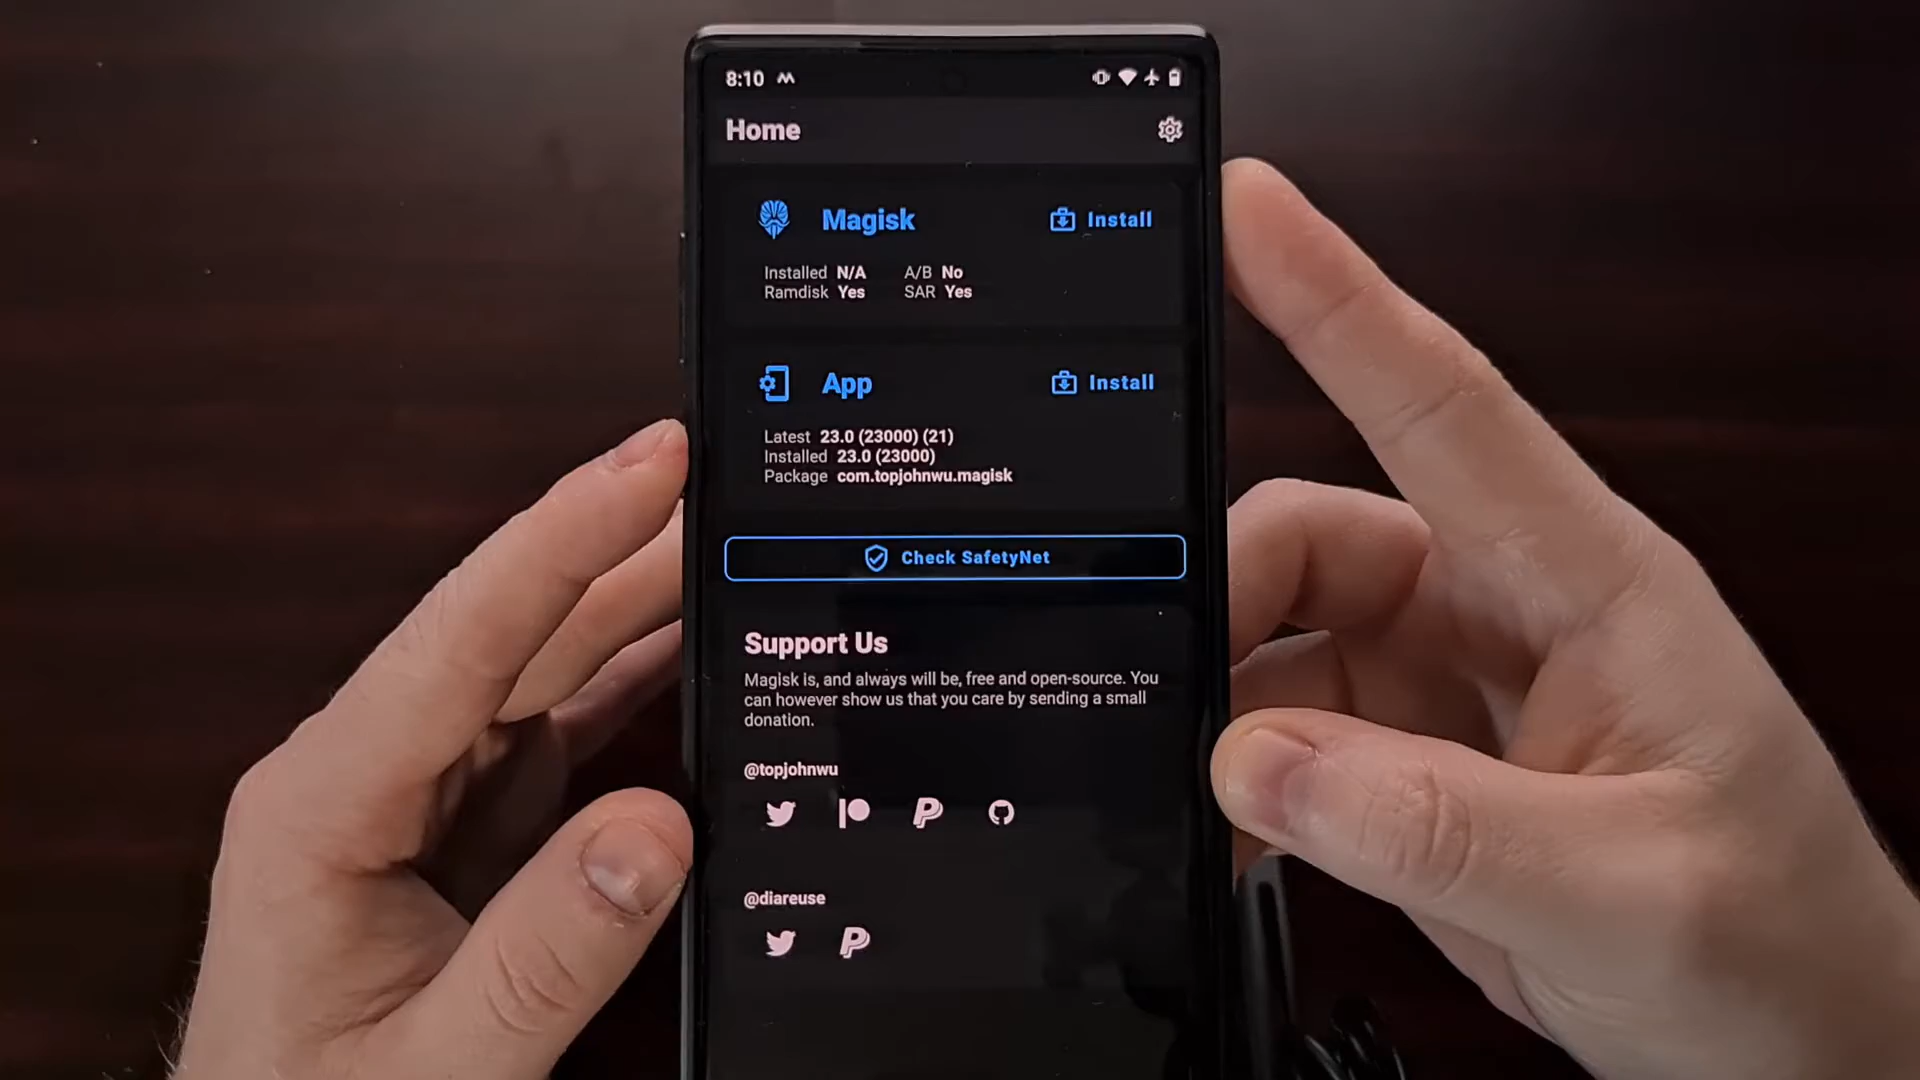 8:10
Home
Magisk
Install
Installed N/A A/B No
Ramdisk Yes SAR Yes
App
Install
Latest 23.0 (23000) (21)
Installed 23.0 (23000)
Package com.topjohnwu.magisk
Check SafetyNet
Support Us
Magisk is, and always will be, free and open-source. You
can however show us that you care by sending a small
donation.
@topjohnwu
@diareuse